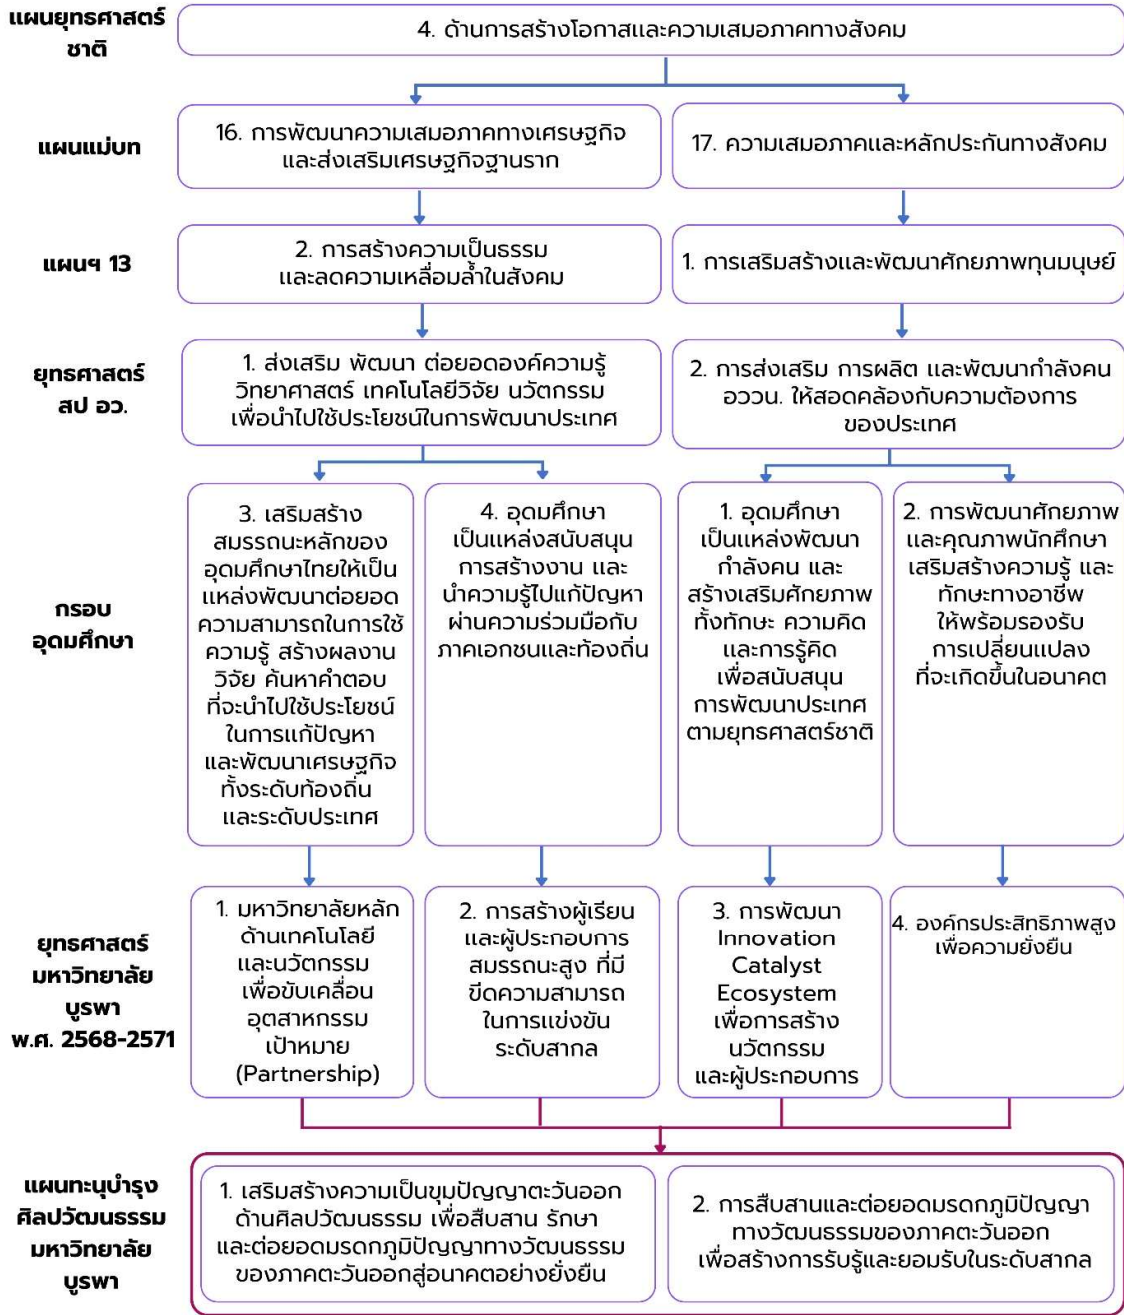 แผนยุทธศาสตร์
ชาติ
4. ด้านการสร้างโอกาสและความเสมอภาคทางสังคม
แผนแม่บท
16. การพัฒนาความเสมอภาคทางเศรษฐกิจ
และส่งเสริมเศรษฐกิจฐานราก
17. ความเสมอภาคและหลักประกันทางสังคม
แผนฯ 13
2. การสร้างความเป็นธรรม
และลดความเหลื่อมล้ำในสังคม
1. การเสริมสร้างและพัฒนาศักยภาพทุนมนุษย์
ยุทธศาสตร์
สป อว.
1. ส่งเสริม พัฒนา ต่อยอดองค์ความรู้
วิทยาศาสตร์ เทคโนโลยีวิจัย นวัตกรรม
เพื่อนำไปใช้ประโยชน์ในการพัฒนาประเทศ
2. การส่งเสริม การผลิต และพัฒนากำลังคน
อววน. ให้สอดคล้องกับความต้องการ
ของประเทศ
กรอบ
อุดมศึกษา
3. เสริมสร้าง
สมรรถนะหลักของ
อุดมศึกษาไทยให้เป็น
แหล่งพัฒนาต่อยอด
ความสามารถในการใช้
ความรู้ สร้างผลงาน
วิจัย ค้นหาคำตอบ
ที่จะนำไปใช้ประโยชน์
ในการแก้ปัญหา
และพัฒนาเศรษฐกิจ
ทั้งระดับท้องถิ่น
และระดับประเทศ
4. อุดมศึกษา
เป็นแหล่งสนับสนุน
การสร้างงาน และ
นำความรู้ไปแก้ปัญหา
ผ่านความร่วมมือกับ
ภาคเอกชนและท้องถิ่น
1. อุดมศึกษา
เป็นแหล่งพัฒนา
กำลังคน และ
สร้างเสริมศักยภาพ
ทั้งทักษะ ความคิด
และการรู้คิด
เพื่อสนับสนุน
การพัฒนาประเทศ
ตามยุทธศาสตร์ชาติ
2. การพัฒนาศักยภาพ
และคุณภาพนักศึกษา
เสริมสร้างความรู้ และ
ทักษะทางอาชีพ
ให้พร้อมรองรับ
การเปลี่ยนแปลง
ที่จะเกิดขึ้นในอนาคต
ยุทธศาสตร์
มหาวิทยาลัย
บูรพา
พ.ศ. 2568-2571
1. มหาวิทยาลัยหลัก
ด้านเทคโนโลยี
และนวัตกรรม
เพื่อขับเคลื่อน
อุตสาหกรรม
เป้าหมาย
(Partnership)
2. การสร้างผู้เรียน
และผู้ประกอบการ
สมรรถนะสูง ที่มี
ขีดความสามารถ
ในการแข่งขัน
ระดับสากล
3. การพัฒนา
Innovation
Catalyst
Ecosystem
เพื่อการสร้าง
นวัตกรรม
และผู้ประกอบการ
4. องค์กรประสิทธิภาพสูง
เพื่อความยั่งยืน
แผนทะนุบำรุง
ศิลปวัฒนธรรม
มหาวิทยาลัย
บูรพา
1. เสริมสร้างความเป็นขุมปัญญาตะวันออก
ด้านศิลปวัฒนธรรม เพื่อสืบสาน รักษา
และต่อยอดมรดกภูมิปัญญาทางวัฒนธรรม
ของภาคตะวันออกสู่อนาคตอย่างยั่งยืน
2. การสืบสานและต่อยอดมรดกภูมิปัญญา
ทางวัฒนธรรมของภาคตะวันออก
เพื่อสร้างการรับรู้และยอมรับในระดับสากล